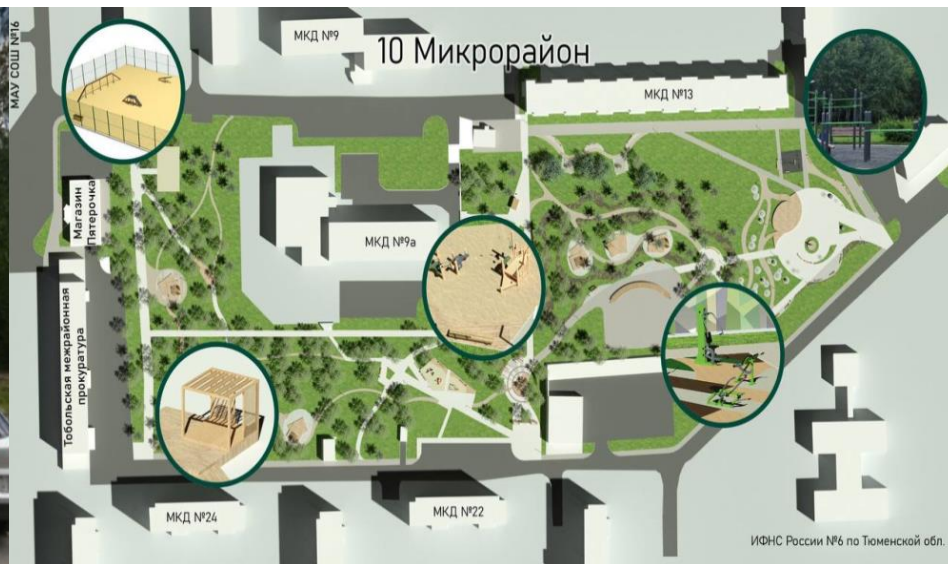 МАУ СОШ №16
МКД №9
10 Микрорайон
МКД №13
Магазин
Пятерочка
МКД №9а
Тобольская межрайонная
прокуратура
МКД №24
МКД №22
ИФНС России №6 по Тюменской обл.